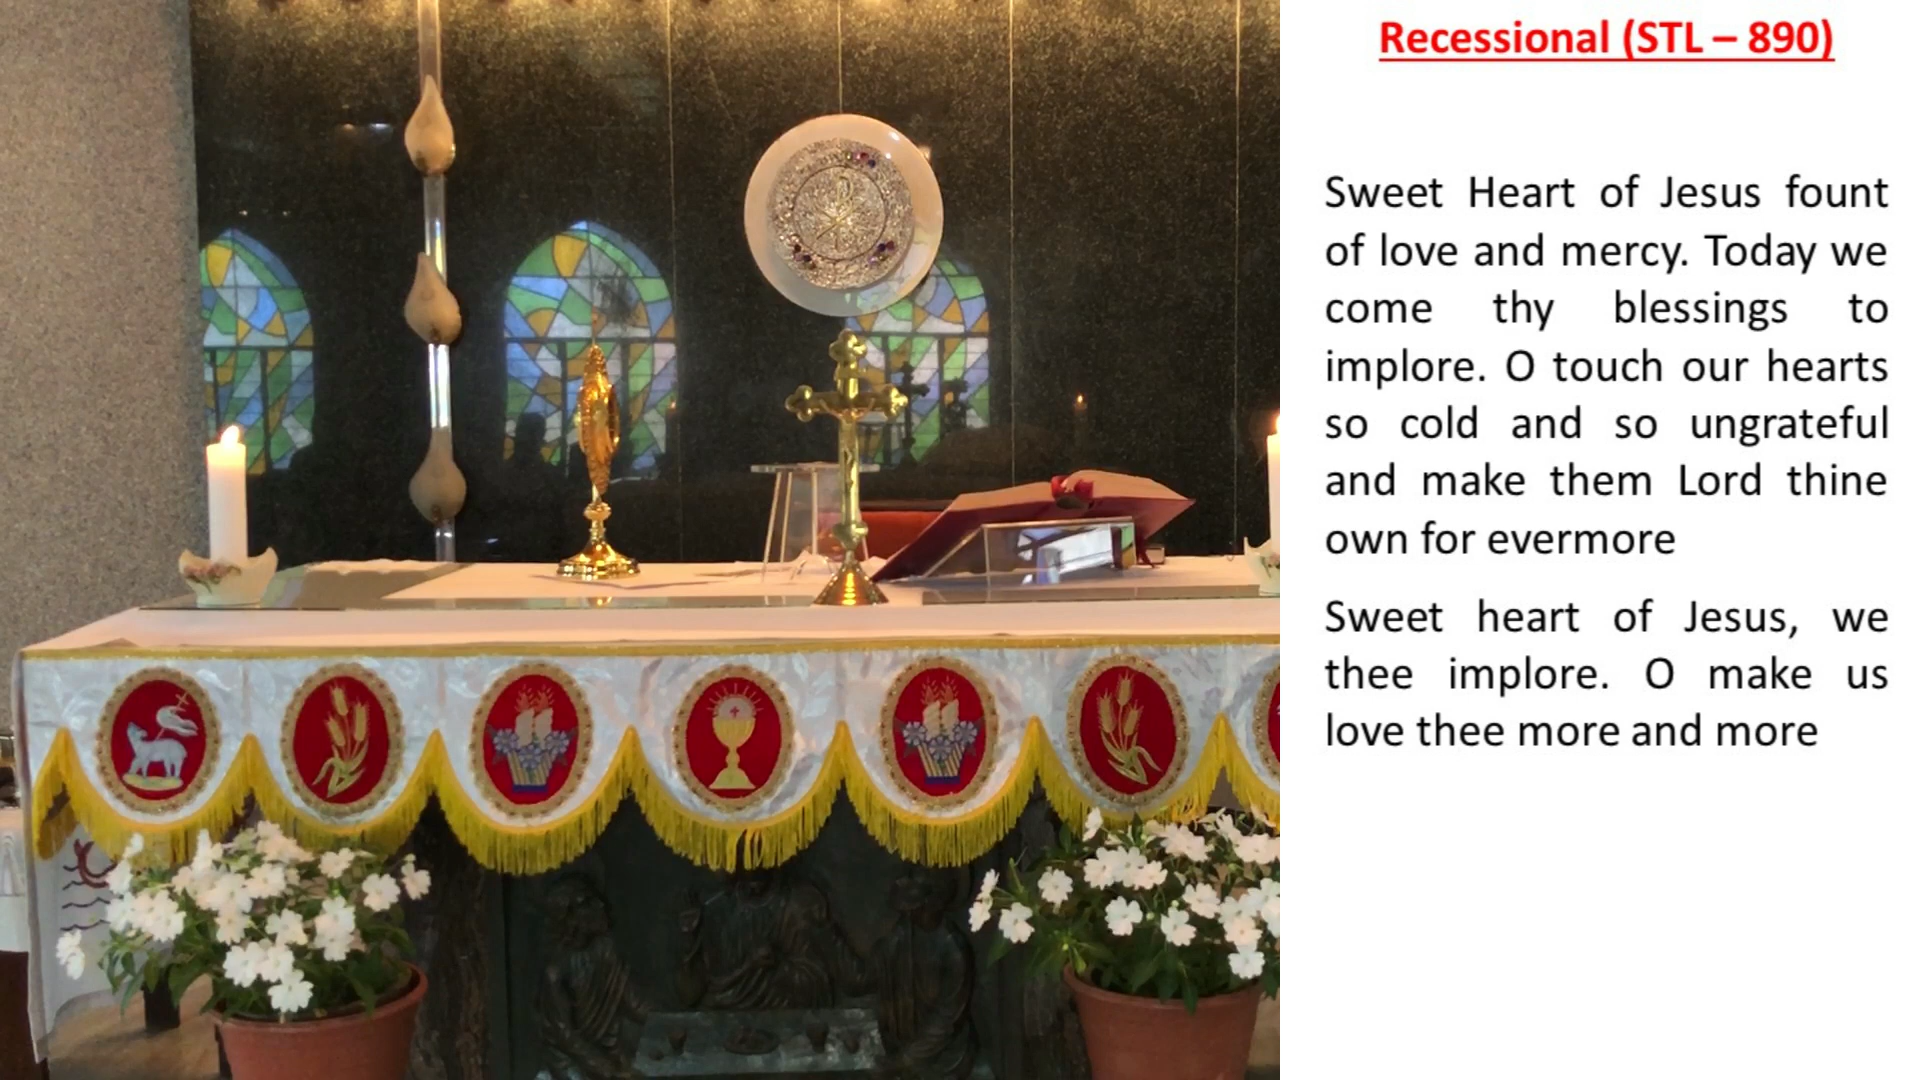 Recessional (STL – 890)
Sweet Heart of Jesus fount
of love and mercy. Today we
come thy blessings to
implore. O touch our hearts
so cold and so ungrateful
and make them Lord thine
own for evermore
Sweet heart of Jesus, we
thee implore. O make us
love thee more and more